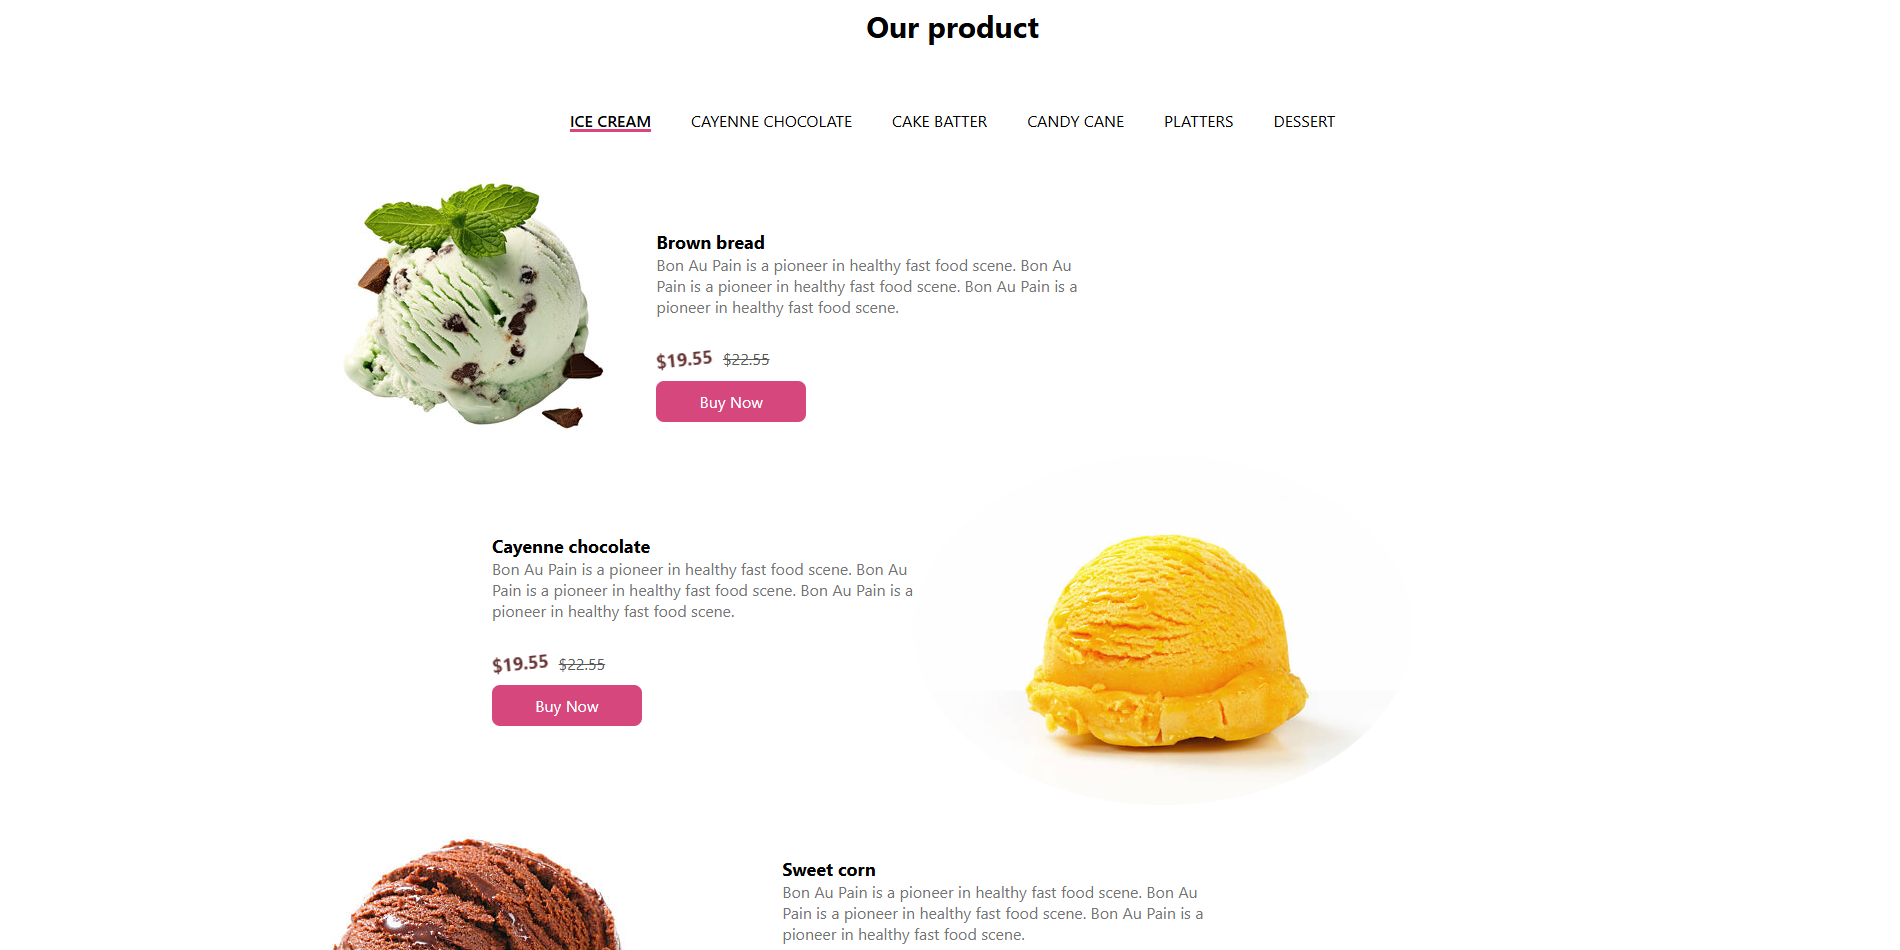 Our product
ICE CREAM CAYENNE CHOCOLATE CAKE BATTER CANDY CANE PLATTERS DESSERT
Brown bread
Bon Au Pain is a pioneer in healthy fast food scene. Bon Au
Pain is a pioneer in healthy fast food scene. Bon Au Pain is a
pioneer in healthy fast food scene.
$19.55 $22.55
Buy Now
Cayenne chocolate
Bon Au Pain is a pioneer in healthy fast food scene. Bon Au
Pain is a pioneer in healthy fast food scene. Bon Au Pain is a
pioneer in healthy fast food scene.
$19.55 $22.55
Buy Now
Sweet corn
Bon Au Pain is a pioneer in healthy fast food scene. Bon Au
Pain is a pioneer in healthy fast food scene. Bon Au Pain is a
pioneer in healthy fast food scene.